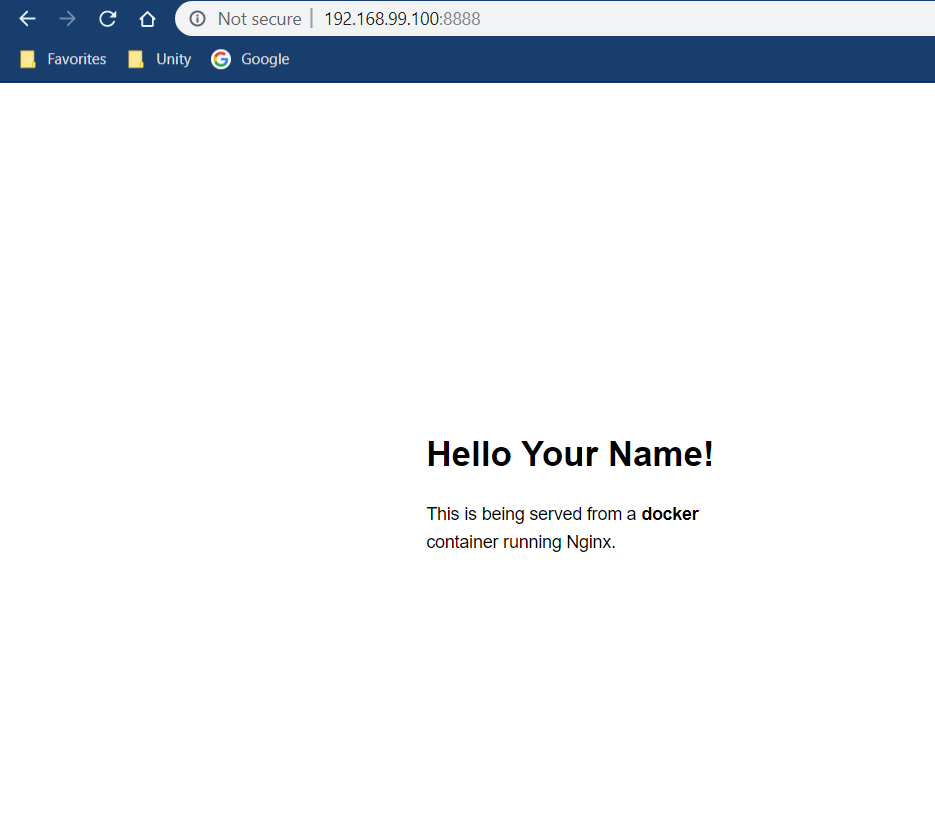 Not secure | 192.168.99.100:8888
Favorites Unity Google
Hello Your Name!
This is being served from a docker
container running Nginx.